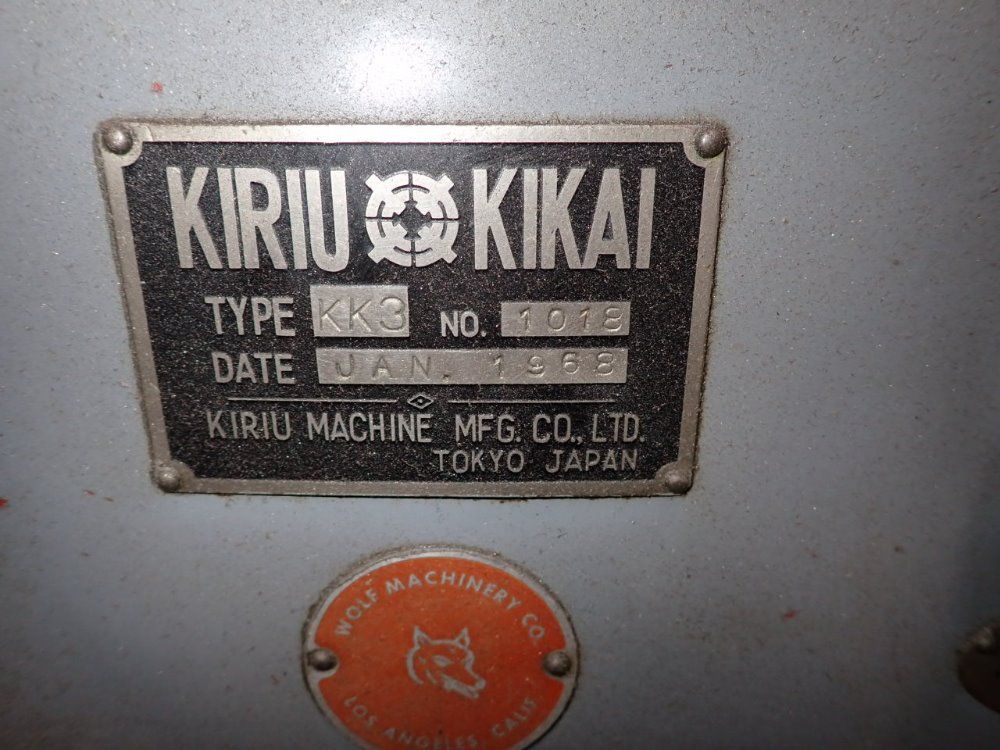 KIRIU KIKAI
TYPE KK3 NO. 1018
DATE JAN. 1968
KIRIU MACHINE MFG. CO., LTD.
TOKYO JAPAN
WOLF MACHINERY CO.
LOS ANGELES, CALIF